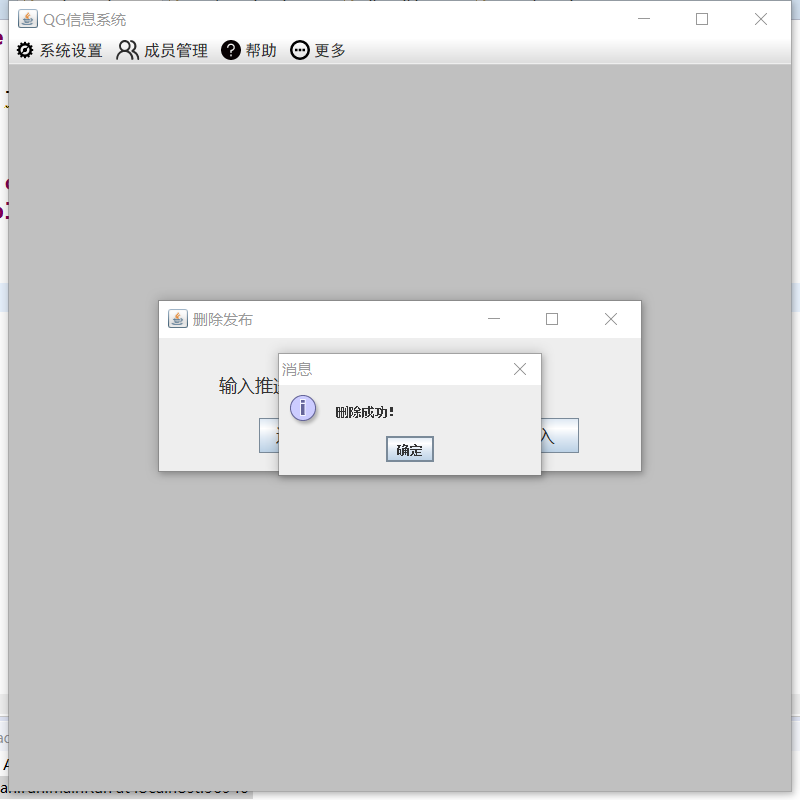 QG信息系统
系统设置 成员管理 帮助 更多
删除发布
输入推送
消息
删除成功！
确定
入